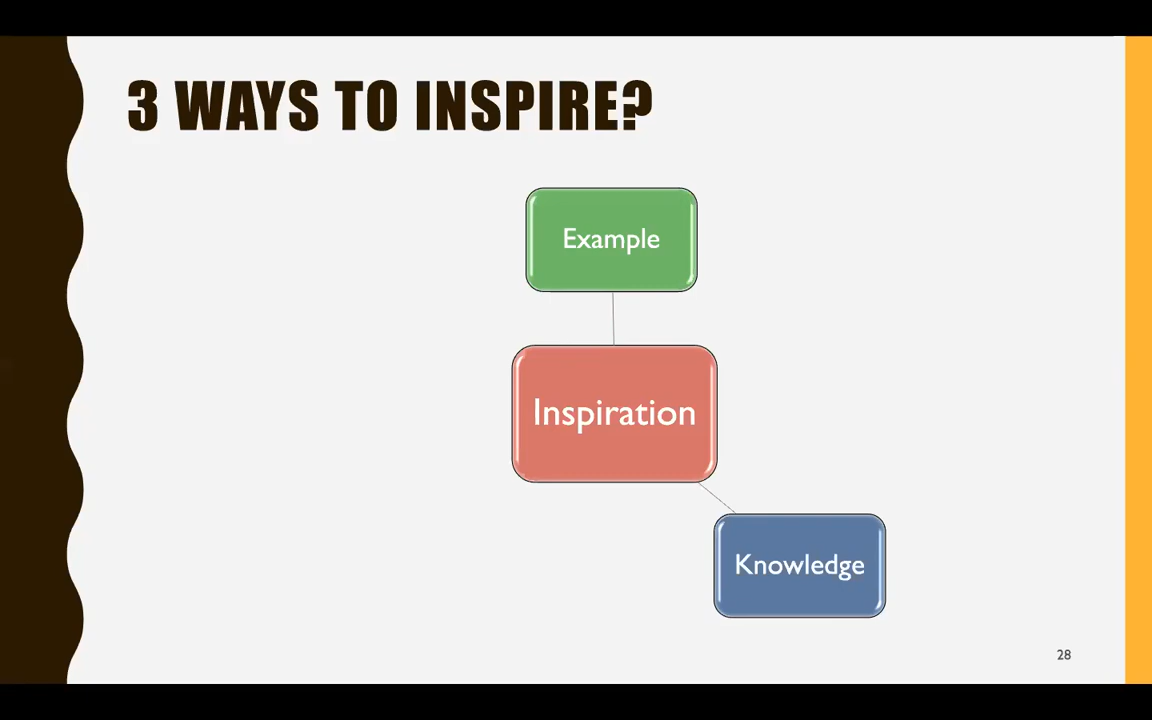 3 WAYS TO INSPIRE?
Example
Inspiration
Knowledge
28